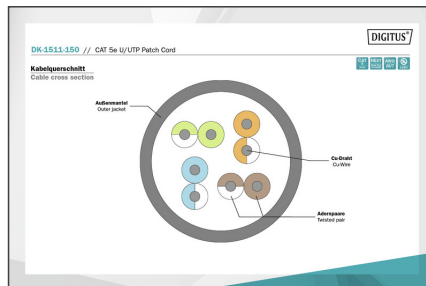 DIGITUS®
DK-1511-150 // CAT 5e U/UTP Patch Cord
Kabelquerschnitt
Cable cross section
Außenmantel
Outer jacket
Cu-Draht
Cu-Wire
Adernpaare
Twisted pair